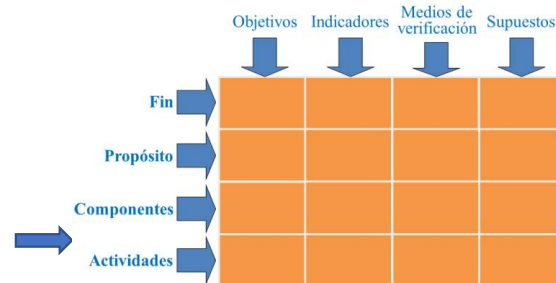 Objetivos Indicadores Medios de verificación Supuestos
Fin
Propósito
Componentes
Actividades